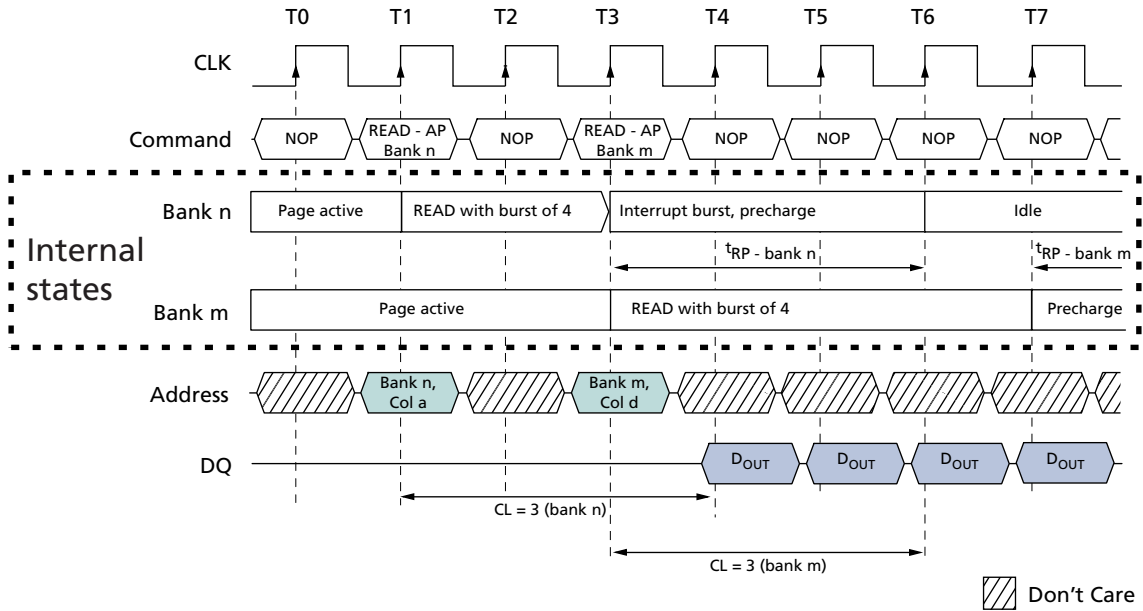 T0 T1 T2 T3 T4 T5 T6 T7
CLK
Command NOP READ - AP Bank n NOP READ - AP Bank m NOP NOP NOP NOP
Bank n Page active READ with burst of 4 Interrupt burst, precharge Idle
Internal states
tRP - bank n tRP - bank m
Bank m Page active READ with burst of 4 Precharge
Address Bank n, Col a Bank m, Col d
DQ DOUT DOUT DOUT DOUT
CL = 3 (bank n)
CL = 3 (bank m)
Don't Care